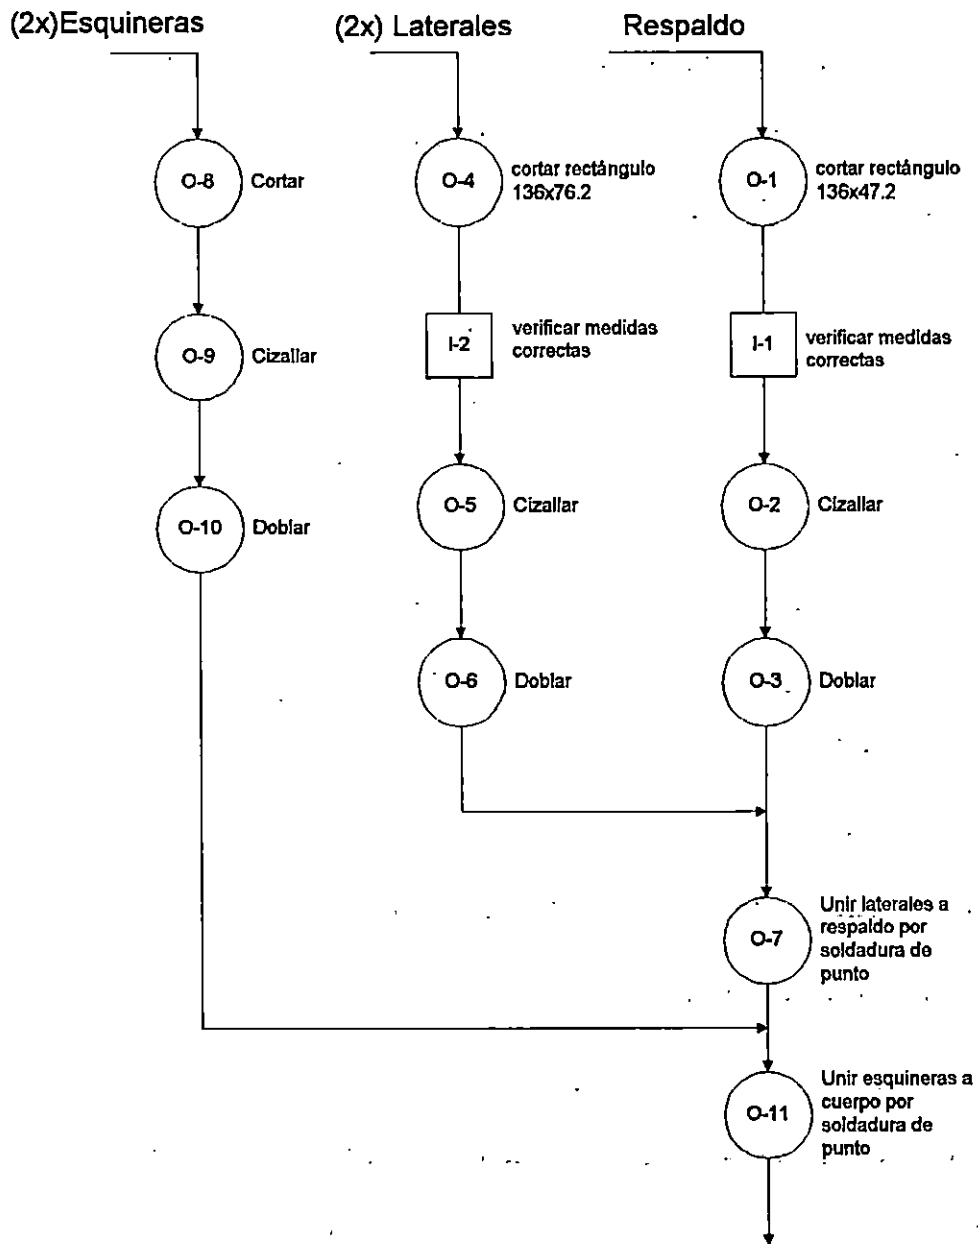 (2x)Esquineras
(2x) Laterales
Respaldo
O-8
Cortar
O-4
cortar rectángulo
136x76.2
O-1
cortar rectángulo
136x47.2
O-9
Cizallar
I-2
verificar medidas
correctas
I-1
verificar medidas
correctas
O-10
Doblar
O-5
Cizallar
O-2
Cizallar
O-6
Doblar
O-3
Doblar
O-7
Unir laterales a
respaldo por
soldadura de
punto
O-11
Unir esquineras a
cuerpo por
soldadura de
punto